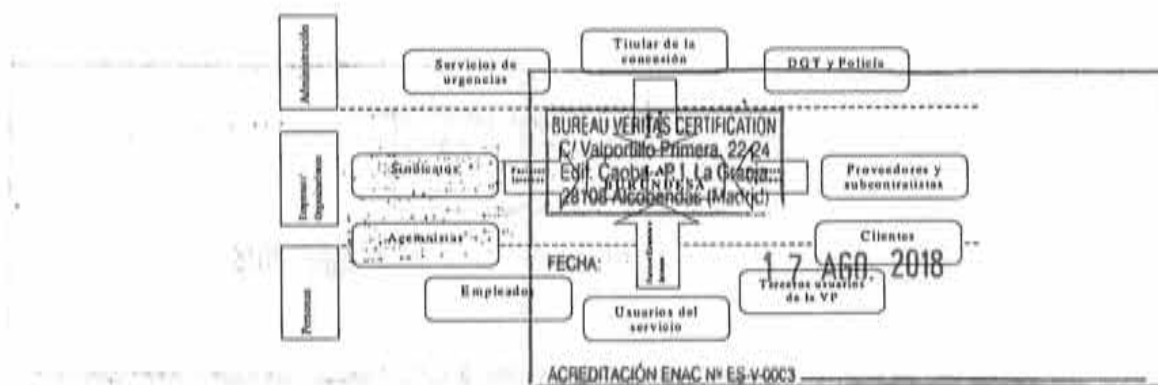 Administración
Servicios de
urgencias
Titular de la
concesión
DGT y Policía
BUREAU VERITAS CERTIFICATION
C/ Valportillo Primera, 22-24
Edif. Caoba
1. La Granja
28108 Alcobendas (Madrid)
Empresas/
Organizaciones
Sindicatos
BURUNDESA
Proveedores y
subcontratistas
Agemnistas
Clientes
FECHA:
17 AGO. 2018
Personas
Empleados
Usuarios del
servicio
Terceros usuarios
de la VP
ACREDITACIÓN ENAC Nº ES-V-0003